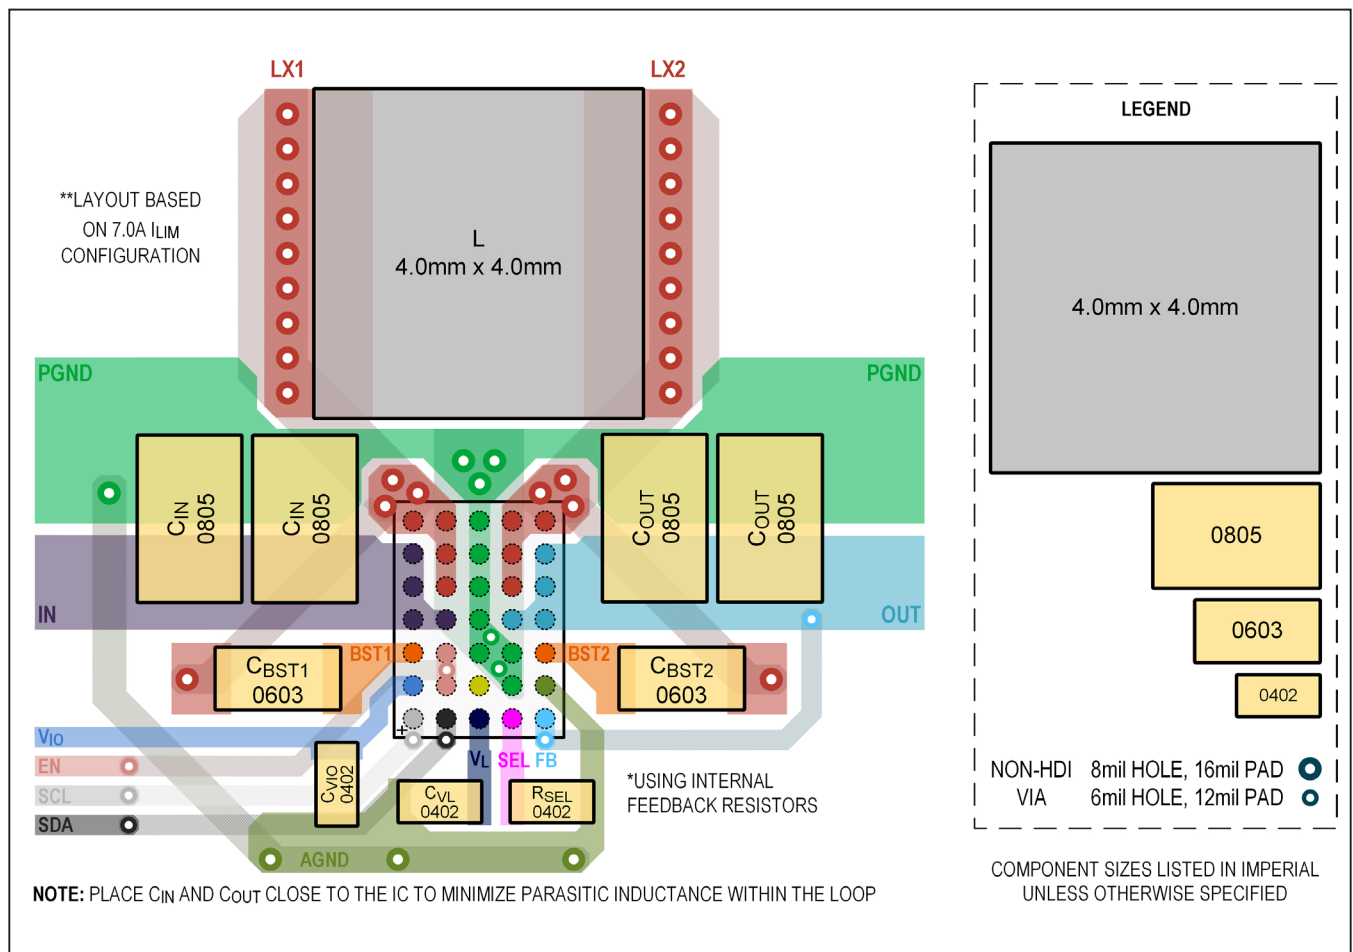 LX1
LX2
**LAYOUT BASED
ON 7.0A ILIM
CONFIGURATION
L
4.0mm x 4.0mm
PGND
PGND
CIN
0805
CIN
0805
COUT
0805
COUT
0805
IN
OUT
BST1
BST2
CBST1
0603
CBST2
0603
VIO
EN
SCL
SDA
CVIO
0402
+
VL
SEL
FB
CVL
0402
RSEL
0402
*USING INTERNAL
FEEDBACK RESISTORS
AGND
NOTE: PLACE CIN AND COUT CLOSE TO THE IC TO MINIMIZE PARASITIC INDUCTANCE WITHIN THE LOOP
LEGEND
4.0mm x 4.0mm
0805
0603
0402
NON-HDI 8mil HOLE, 16mil PAD
VIA 6mil HOLE, 12mil PAD
COMPONENT SIZES LISTED IN IMPERIAL
UNLESS OTHERWISE SPECIFIED